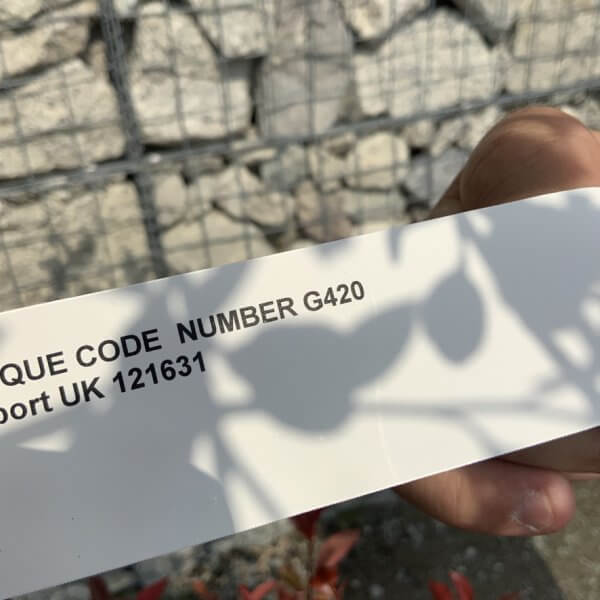 QUE CODE NUMBER G420
port UK 121631